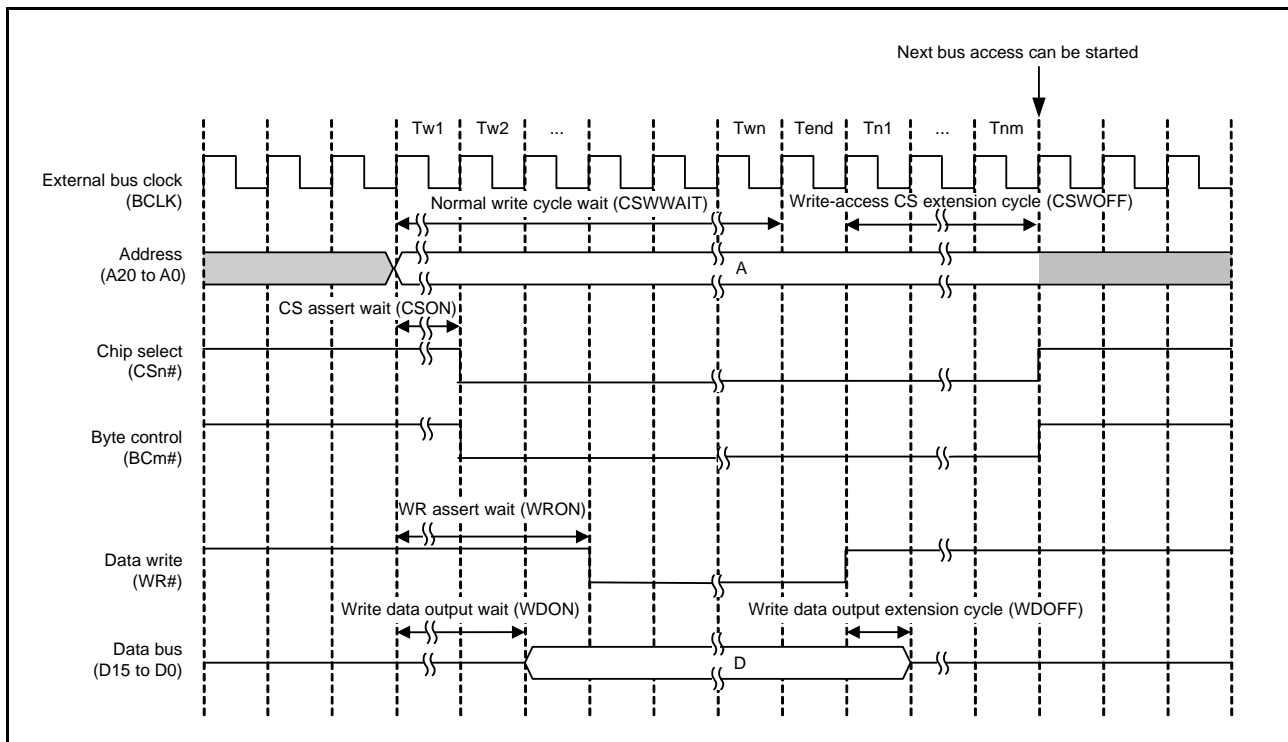 Next bus access can be started
Tw1 Tw2 ... Twn Tend Tn1 ... Tnm
External bus clock
(BCLK)
Normal write cycle wait (CSWWAIT) Write-access CS extension cycle (CSWOFF)
Address
(A20 to A0)
A
CS assert wait (CSON)
Chip select
(CSn#)
Byte control
(BCm#)
WR assert wait (WRON)
Data write
(WR#)
Write data output wait (WDON) Write data output extension cycle (WDOFF)
Data bus
(D15 to D0)
D